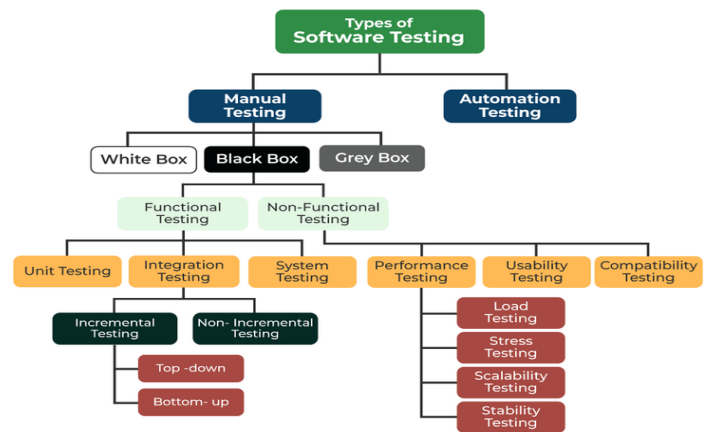 Types of
Software Testing
Manual
Testing
Automation
Testing
White Box
Black Box
Grey Box
Functional
Testing
Non-Functional
Testing
Unit Testing
Integration
Testing
System
Testing
Performance
Testing
Usability
Testing
Compatibility
Testing
Incremental
Testing
Non- Incremental
Testing
Load
Testing
Stress
Testing
Top -down
Scalability
Testing
Bottom- up
Stability
Testing